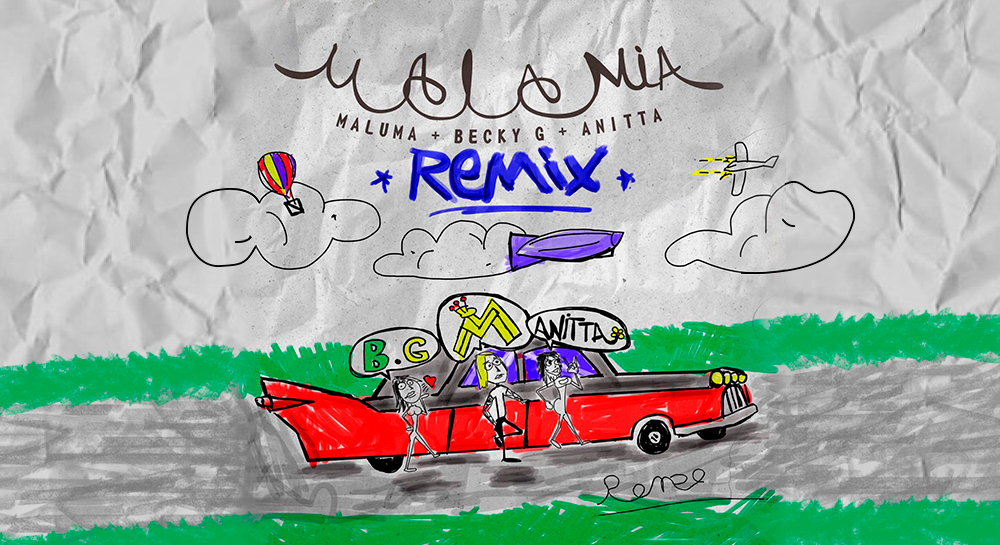 MALA MiA
MALUMA + BECKY G + ANITTA
* REMix *
B.G
M
ANiTTA